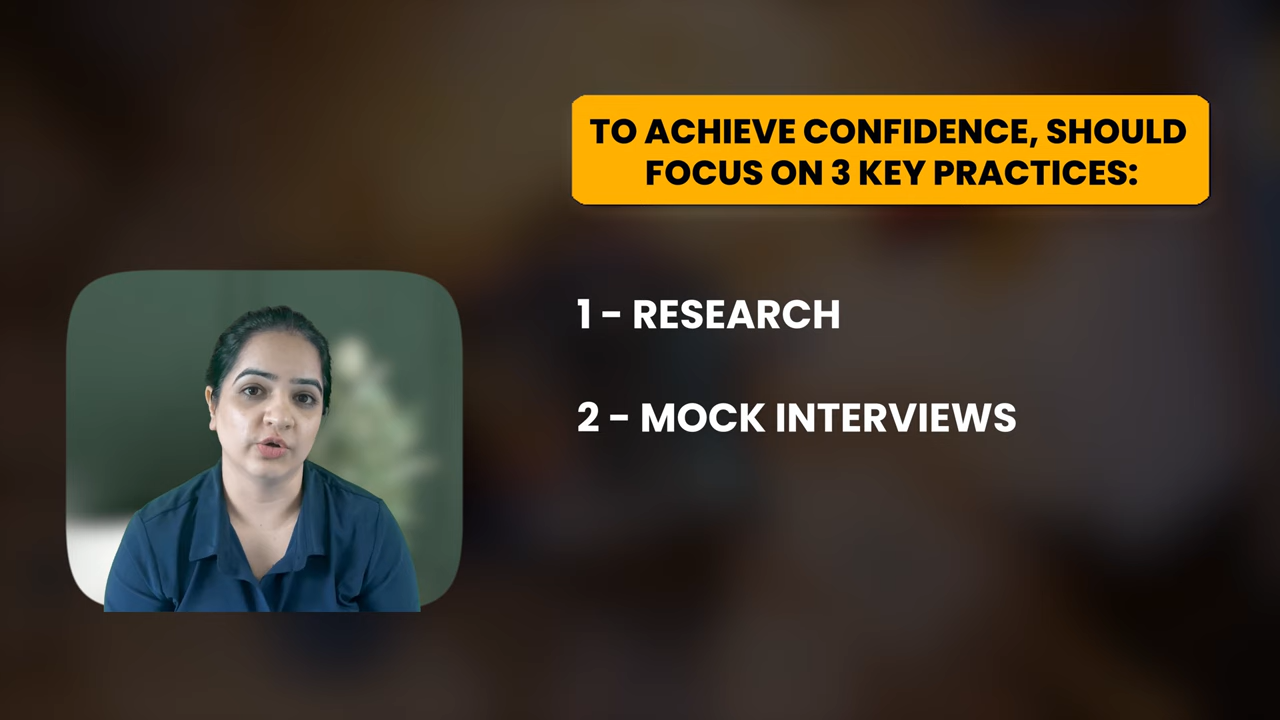 TO ACHIEVE CONFIDENCE, SHOULD
FOCUS ON 3 KEY PRACTICES:
1 - RESEARCH
2 - MOCK INTERVIEWS